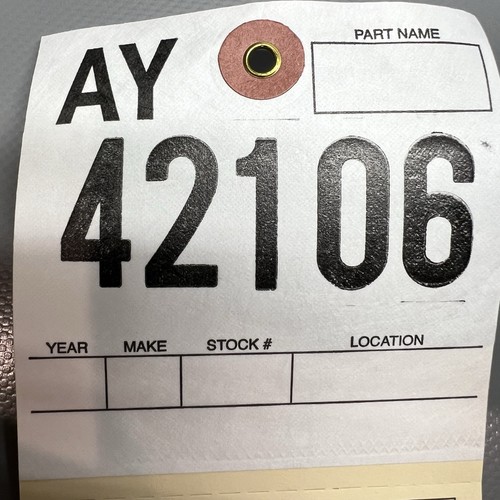 AY
PART NAME
42106
YEAR MAKE STOCK # LOCATION